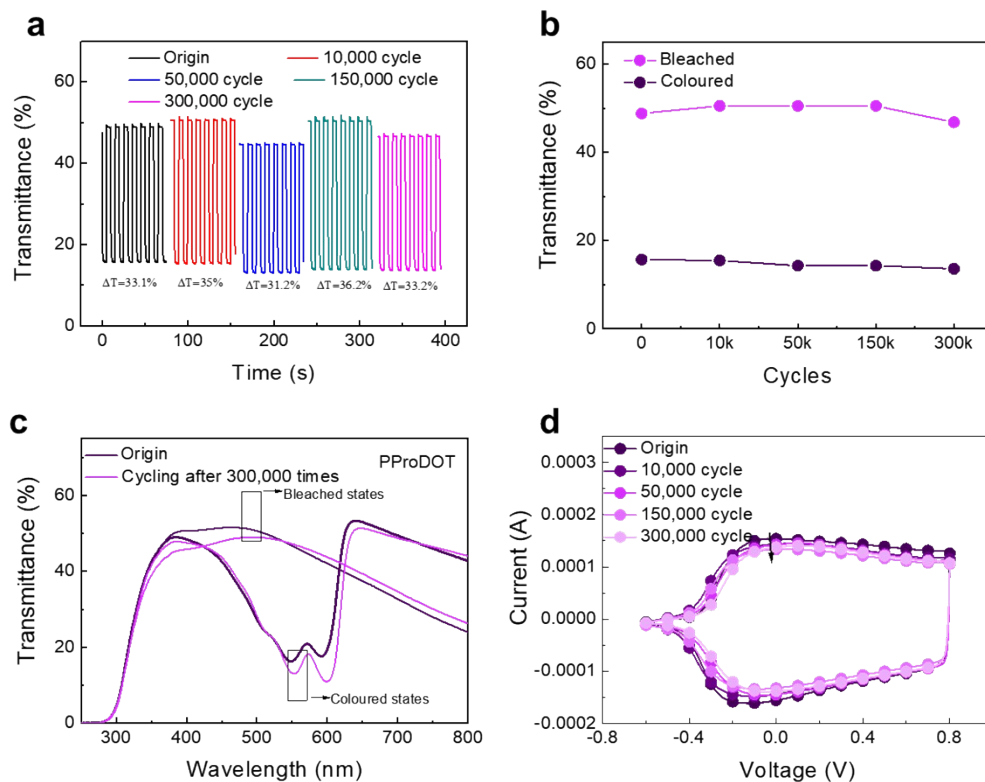 a
Origin
10,000 cycle
50,000 cycle
150,000 cycle
300,000 cycle
Transmittance (%)
60
40
20
0
ΔT=33.1%
ΔT=35%
ΔT=31.2%
ΔT=36.2%
ΔT=33.2%
0 100 200 300 400
Time (s)
b
Bleached
Coloured
Transmittance (%)
60
40
20
0
0 10k 50k 150k 300k
Cycles
c
Origin
Cycling after 300,000 times
PProDOT
Bleached states
Coloured states
Transmittance (%)
60
40
20
0
300 400 500 600 700 800
Wavelength (nm)
d
Origin
10,000 cycle
50,000 cycle
150,000 cycle
300,000 cycle
Current (A)
0.0003
0.0002
0.0001
0.0000
-0.0001
-0.0002
-0.8 -0.4 0.0 0.4 0.8
Voltage (V)